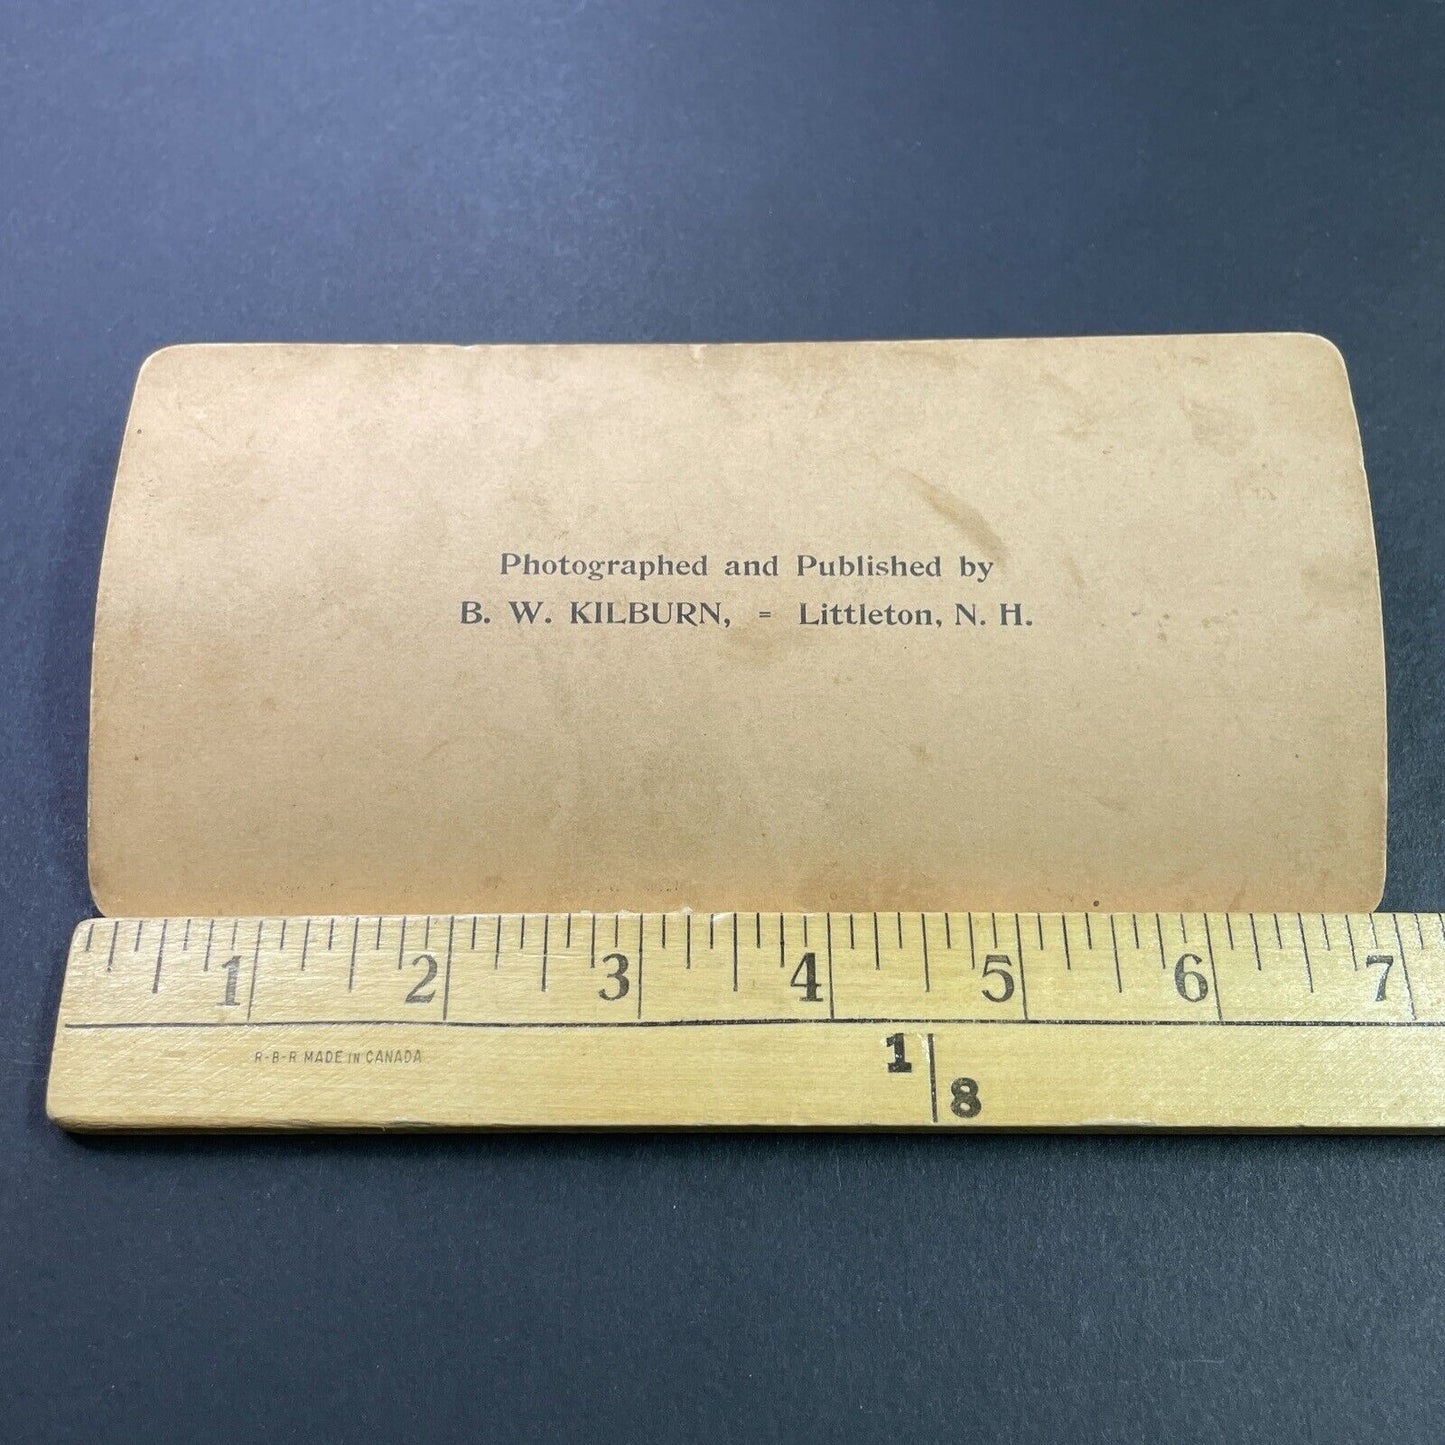 Photographed and Published by
B. W. KILBURN, = Littleton, N. H.
1 2 3 4 5 6 7
R-B-R MADE IN CANADA
1 | 8